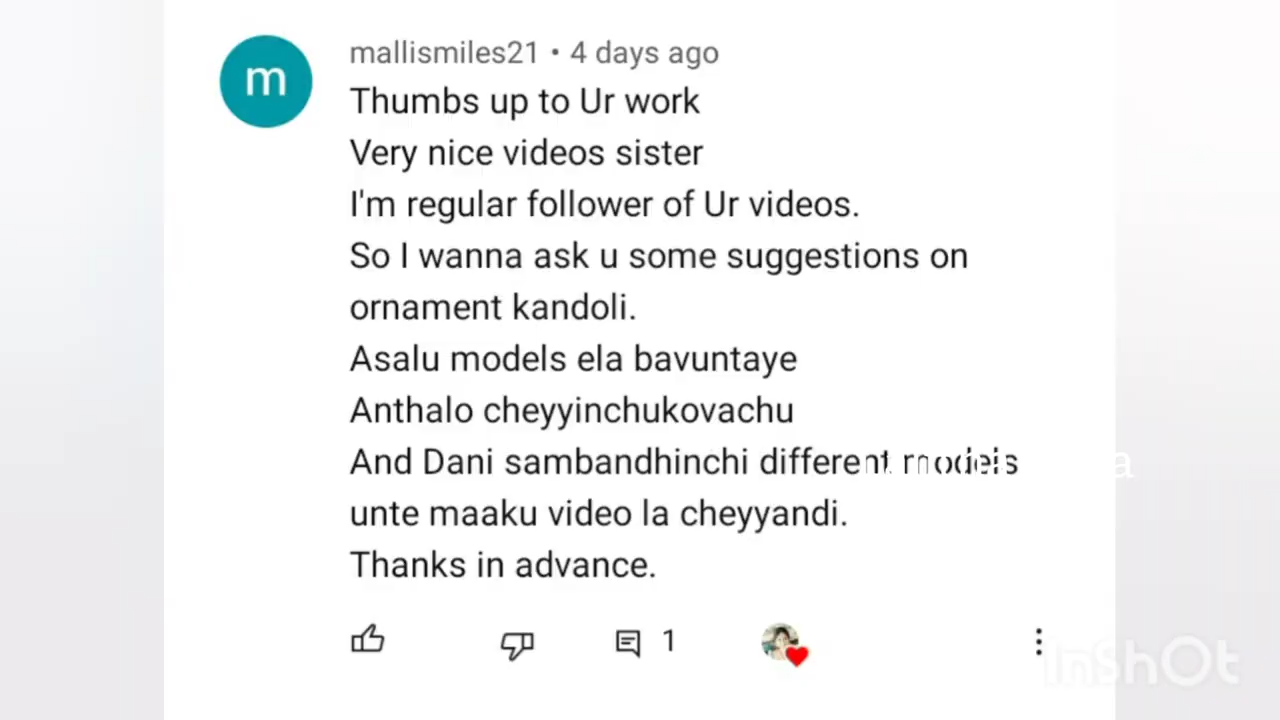 mallismiles21 • 4 days ago
m
Thumbs up to Ur work
Very nice videos sister
I'm regular follower of Ur videos.
So I wanna ask u some suggestions on
ornament kandoli.
Asalu models ela bavuntaye
Anthalo cheyyinchukovachu
And Dani sambandhinchi different models
unte maaku video la cheyyandi.
Thanks in advance.
1
InShOt